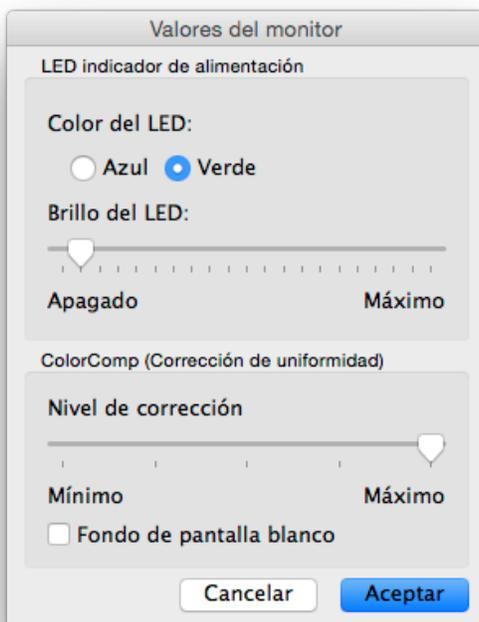 Valores del monitor
LED indicador de alimentación
Color del LED:
Azul Verde
Brillo del LED:
Apagado Máximo
ColorComp (Corrección de uniformidad)
Nivel de corrección
Mínimo Máximo
Fondo de pantalla blanco
Cancelar Aceptar